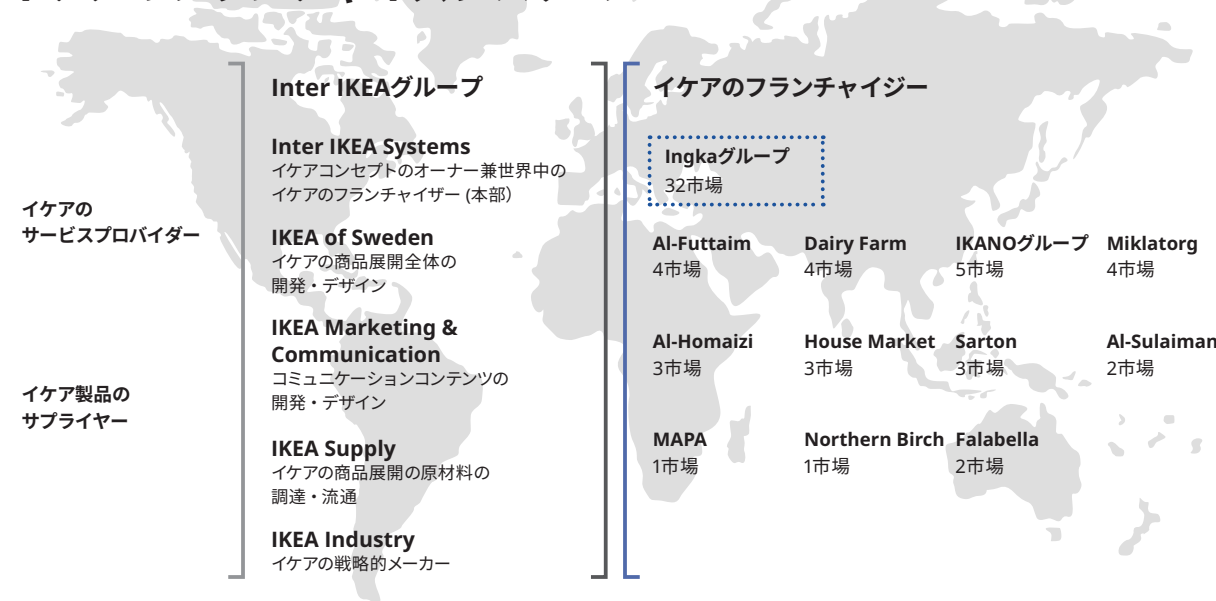 イケアの
サービスプロバイダー
イケア製品の
サプライヤー
Inter IKEAグループ
Inter IKEA Systems
イケアコンセプトのオーナー兼世界中の
イケアのフランチャイザー (本部)
IKEA of Sweden
イケアの商品展開全体の
開発・デザイン
IKEA Marketing &
Communication
コミュニケーションコンテンツの
開発・デザイン
IKEA Supply
イケアの商品展開の原材料の
調達・流通
IKEA Industry
イケアの戦略的メーカー
イケアのフランチャイジー
Ingkaグループ
32市場
Al-Futtaim
4市場
Dairy Farm
4市場
IKANOグループ
5市場
Miklatorg
4市場
Al-Homaizi
3市場
House Market
3市場
Sarton
3市場
Al-Sulaiman
2市場
MAPA
1市場
Northern Birch
1市場
Falabella
2市場